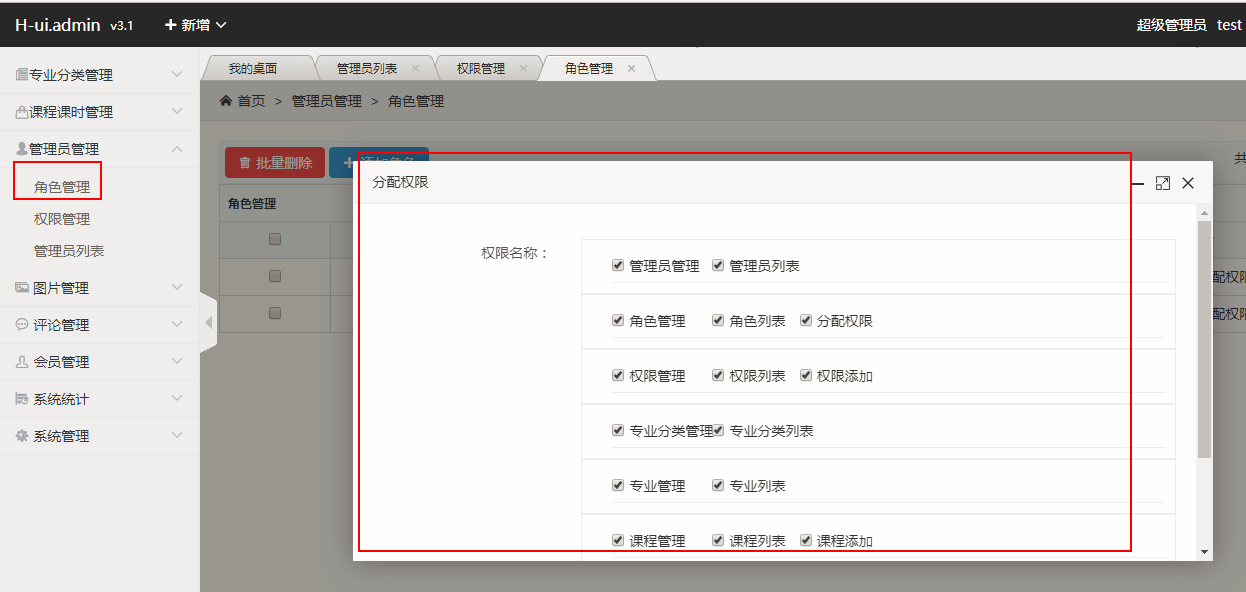 H-ui.admin v3.1 新增 超级管理员 test
专业分类管理
课程课时管理
管理员管理
角色管理
权限管理
管理员列表
图片管理
评论管理
会员管理
系统统计
系统管理
我的桌面 管理员列表 权限管理 角色管理
首页 > 管理员管理 > 角色管理
批量删除 添加角色 共
角色管理
配权限
配权限
分配权限
权限名称：
管理员管理 管理员列表
角色管理 角色列表 分配权限
权限管理 权限列表 权限添加
专业分类管理 专业分类列表
专业管理 专业列表
课程管理 课程列表 课程添加